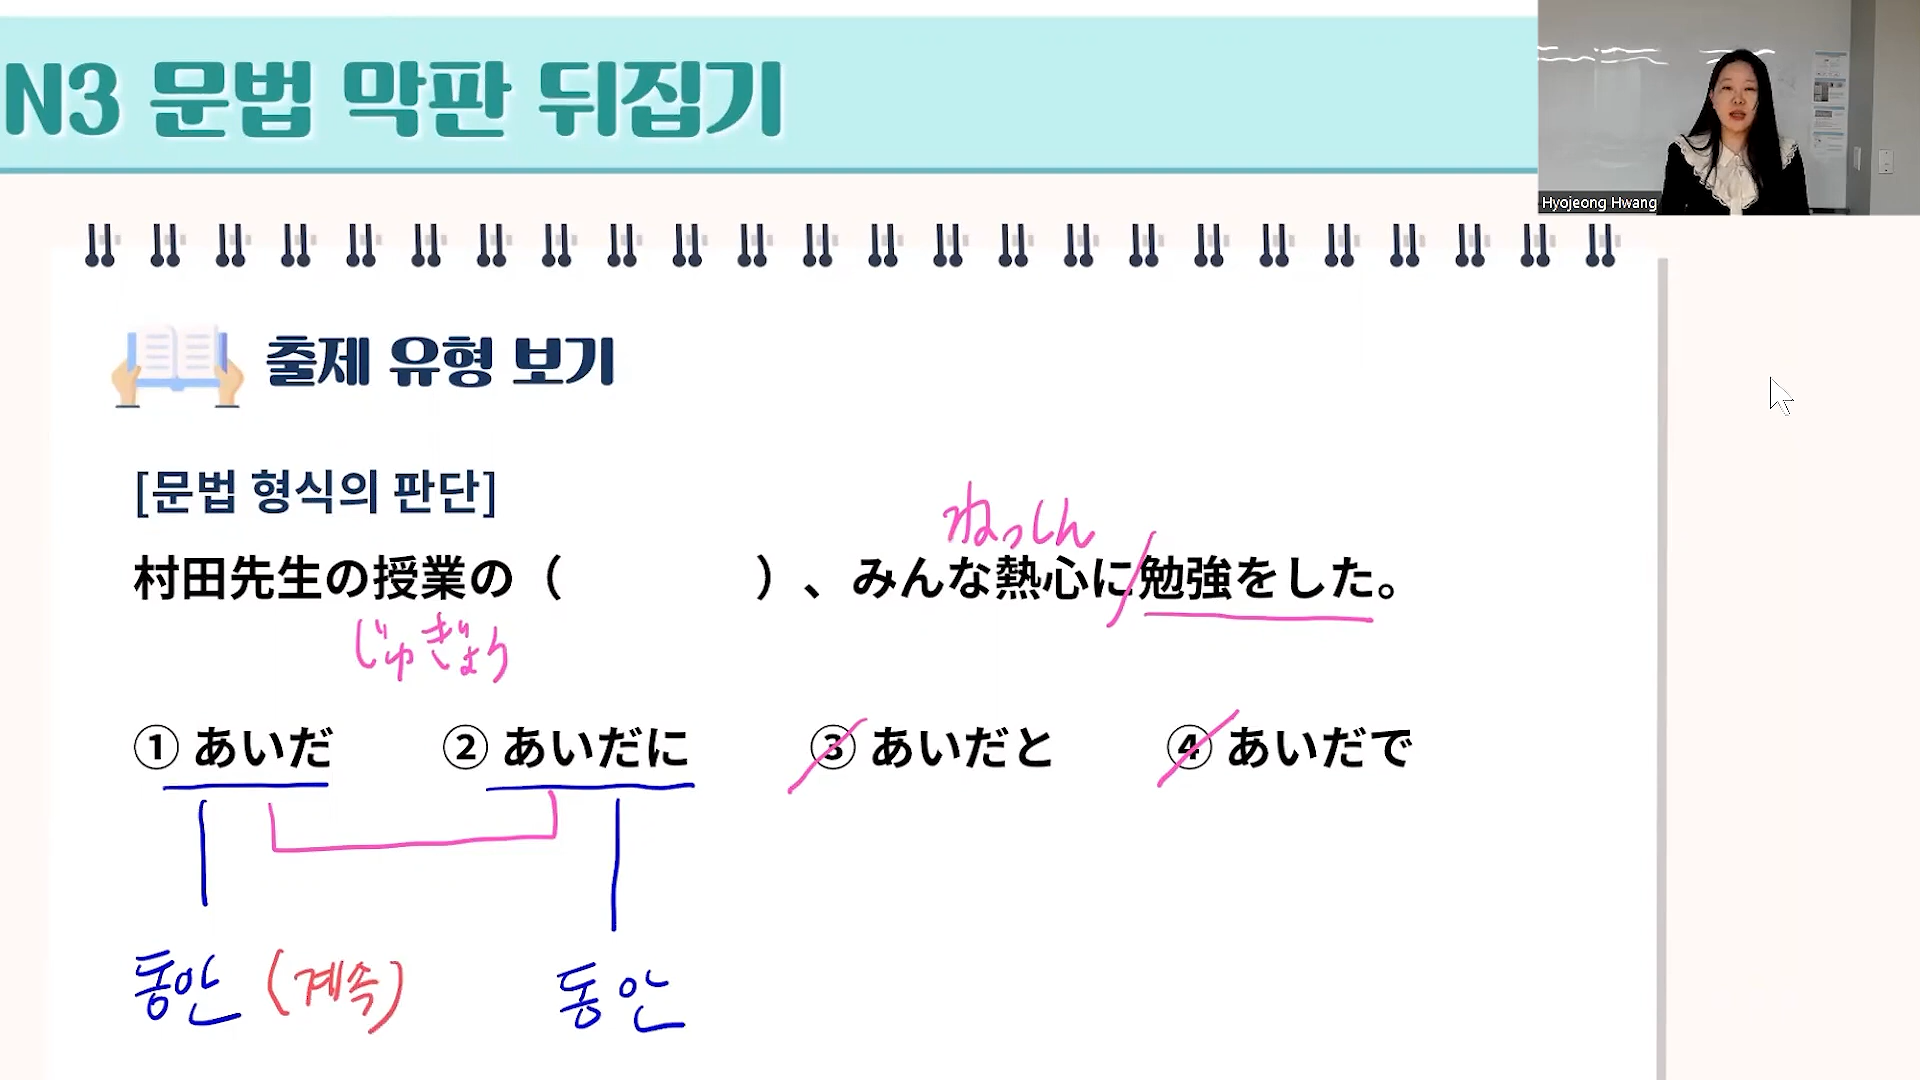 N3 문법 막판 뒤집기
Hyojeong Hwang
출제 유형 보기
[문법 형식의 판단]
ねっしん
村田先生の授業の（　　　　）、みんな熱心に勉強をした。
じゅぎょう
① あいだ ② あいだに ③ あいだと ④ あいだで
동안 (계속) 동안